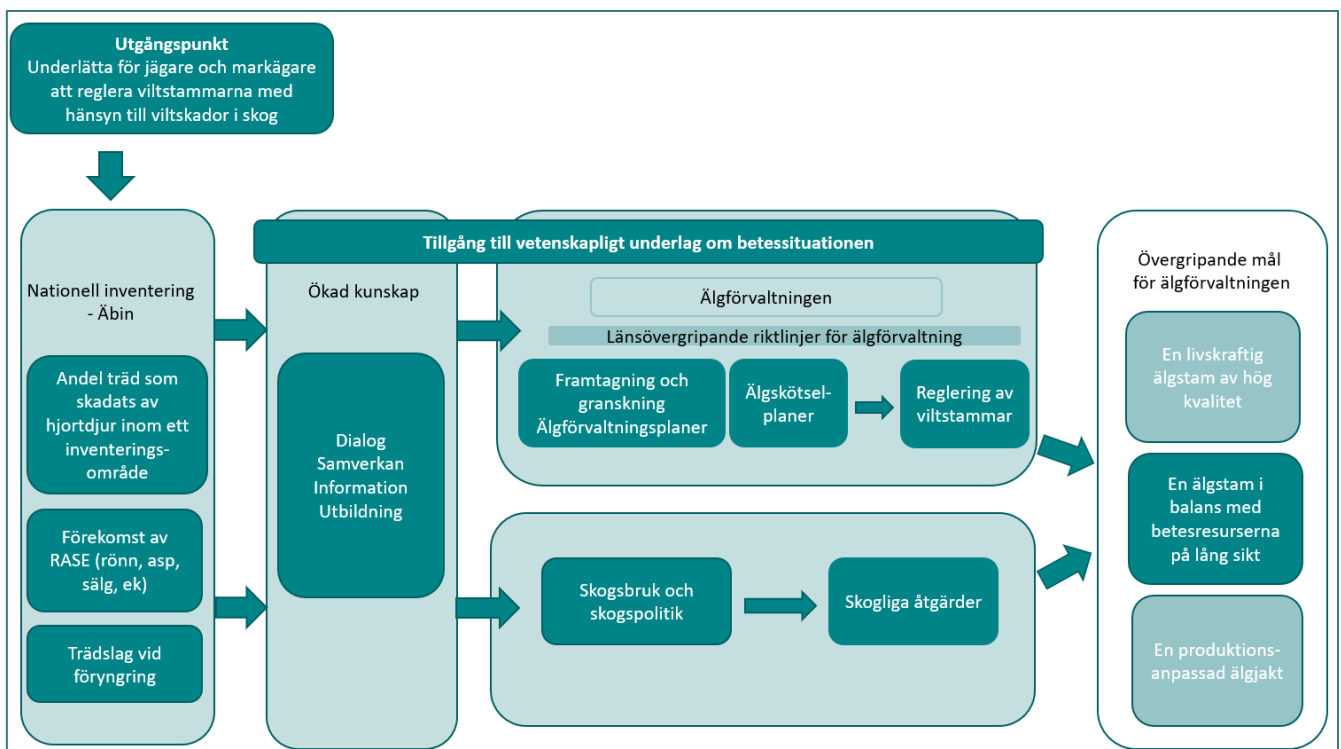 Utgångspunkt
Underlätta för jägare och markägare
att reglera viltstammarna med
hänsyn till viltskador i skog
Nationell inventering
- Äbin
Andel träd som
skadats av
hjortdjur inom ett
inventerings-
område
Förekomst av
RASE (rönn, asp,
sälg, ek)
Trädslag vid
föryngring
Tillgång till vetenskapligt underlag om betessituationen
Ökad kunskap
Dialog
Samverkan
Information
Utbildning
Älgförvaltningen
Länsövergripande riktlinjer för älgförvaltning
Framtagning och
granskning
Älgförvaltningsplaner
Älgskötsel-
planer
Reglering av
viltstammar
Skogsbruk och
skogspolitik
Skogliga åtgärder
Övergripande mål
för älgförvaltningen
En livskraftig
älgstam av hög
kvalitet
En älgstam i
balans med
betesresurserna
på lång sikt
En produktions-
anpassad älgjakt